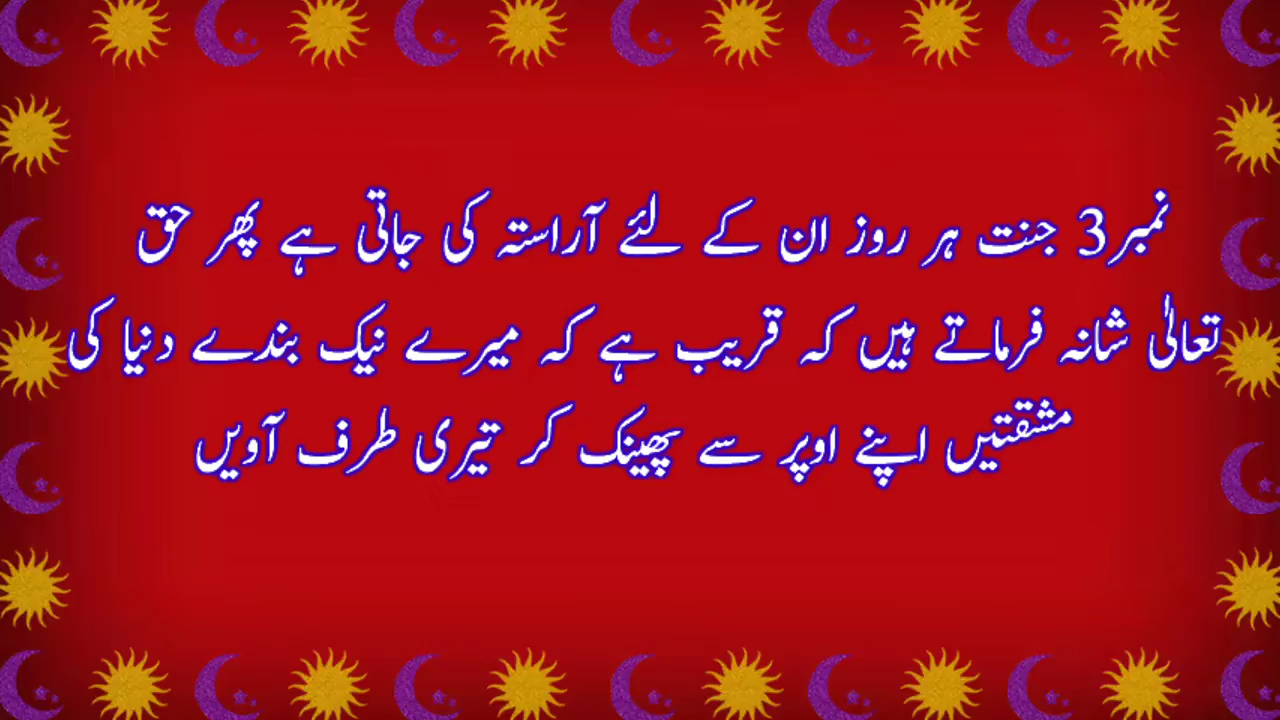 نمبر3 جنت ہر روز ان کے لئے آراستہ کی جاتی ہے پھر حق
تعالیٰ شانہ فرماتے ہیں کہ قریب ہے کہ میرے نیک بندے دنیا کی
مشقتیں اپنے اوپر سے پھینک کر تیری طرف آویں